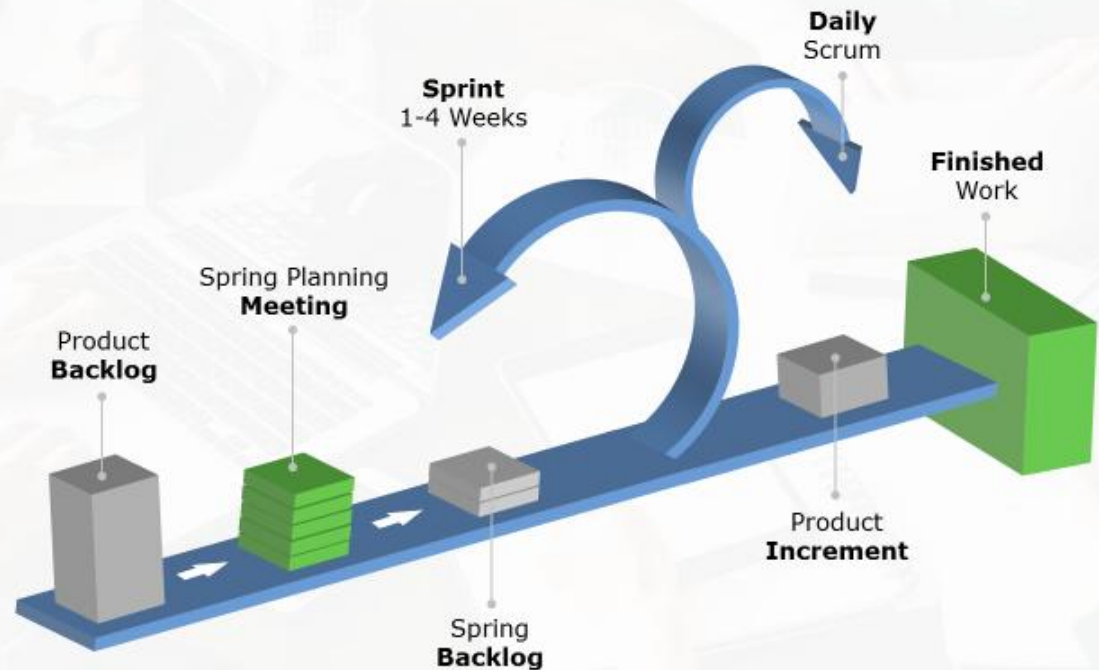 Product
Backlog
Spring Planning
Meeting
Spring
Backlog
Sprint
1-4 Weeks
Daily
Scrum
Product
Increment
Finished
Work